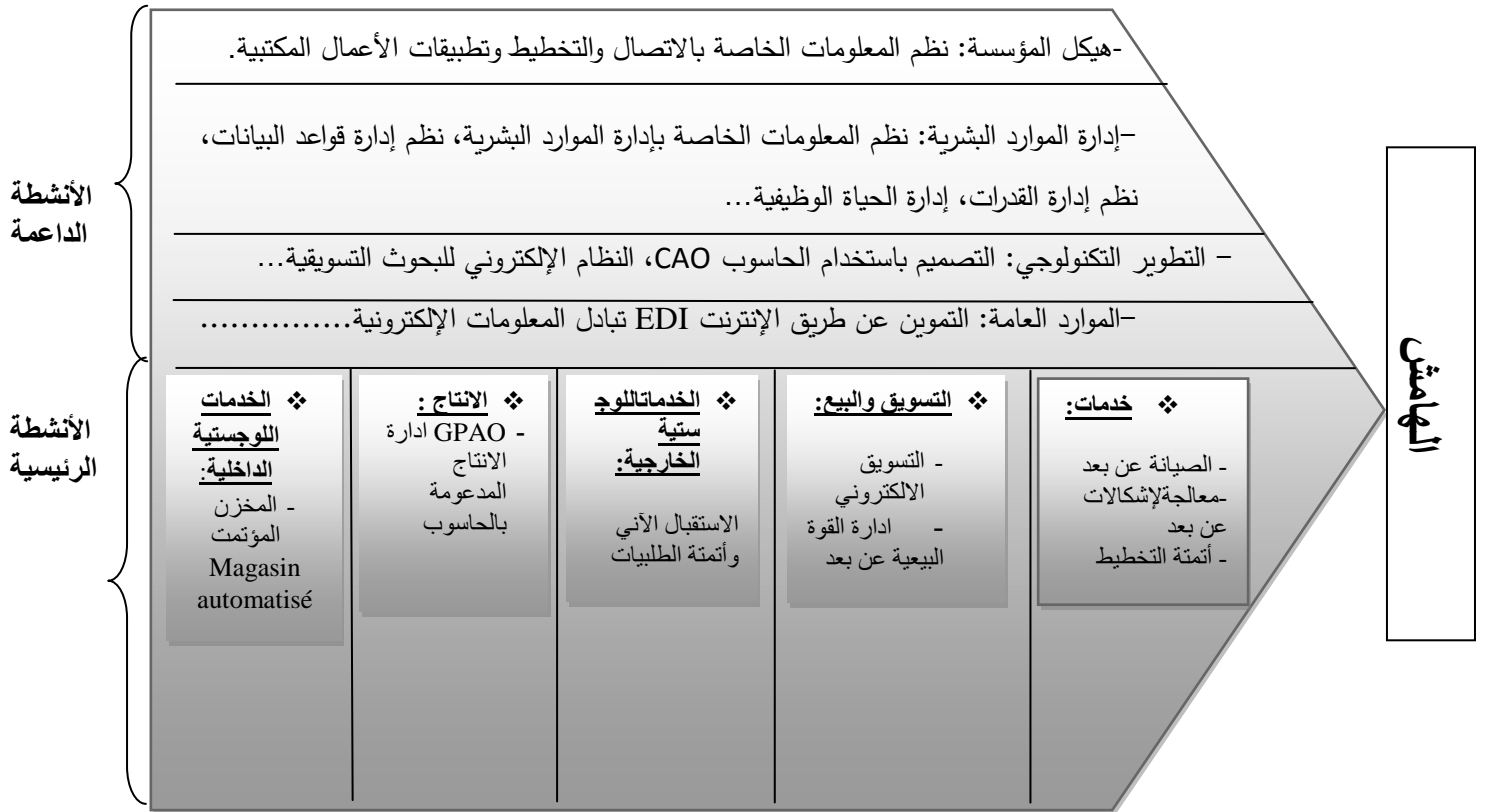 -هيكل المؤسسة: نظم المعلومات الخاصة بالاتصال والتخطيط وتطبيقات الأعمال المكتبية.
-إدارة الموارد البشرية: نظم المعلومات الخاصة بإدارة الموارد البشرية، نظم إدارة قواعد البيانات،
نظم إدارة القدرات، إدارة الحياة الوظيفية...
- التطوير التكنولوجي: التصميم باستخدام الحاسوب CAO، النظام الإلكتروني للبحوث التسويقية...
-الموارد العامة: التموين عن طريق الإنترنت EDI تبادل المعلومات الإلكترونية...............
الأنشطة
الداعمة
الهامش
الأنشطة
الرئيسية
❖ خدمات:
- الصيانة عن بعد
-معالجةلإشكالات
عن بعد
- أتمتة التخطيط
❖ التسويق والبيع:
- التسويق
الالكتروني
- ادارة القوة
البيعية عن بعد
❖ الخدماتاللوج
ستية
الخارجية:
الاستقبال الآني
وأتمتة الطلبيات
❖ الانتاج :
- GPAO ادارة
الانتاج
المدعومة
بالحاسوب
❖ الخدمات
اللوجستية
الداخلية:
- المخزن
المؤتمت
Magasin
automatisé